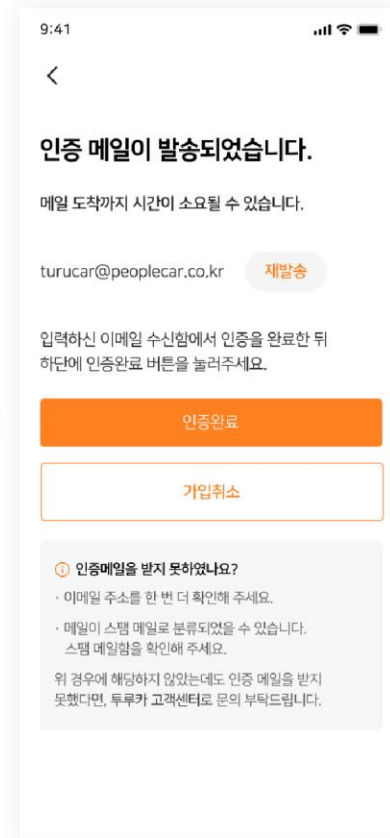 9:41
인증 메일이 발송되었습니다.
메일 도착까지 시간이 소요될 수 있습니다.
turucar@peoplecar.co.kr 재발송
입력하신 이메일 수신함에서 인증을 완료한 뒤
하단에 인증완료 버튼을 눌러주세요.
인증완료
가입취소
인증메일을 받지 못하였나요?
· 이메일 주소를 한 번 더 확인해 주세요.
· 메일이 스팸 메일로 분류되었을 수 있습니다.
스팸 메일함을 확인해 주세요.
위 경우에 해당하지 않았는데도 인증 메일을 받지
못했다면, 투루카 고객센터로 문의 부탁드립니다.